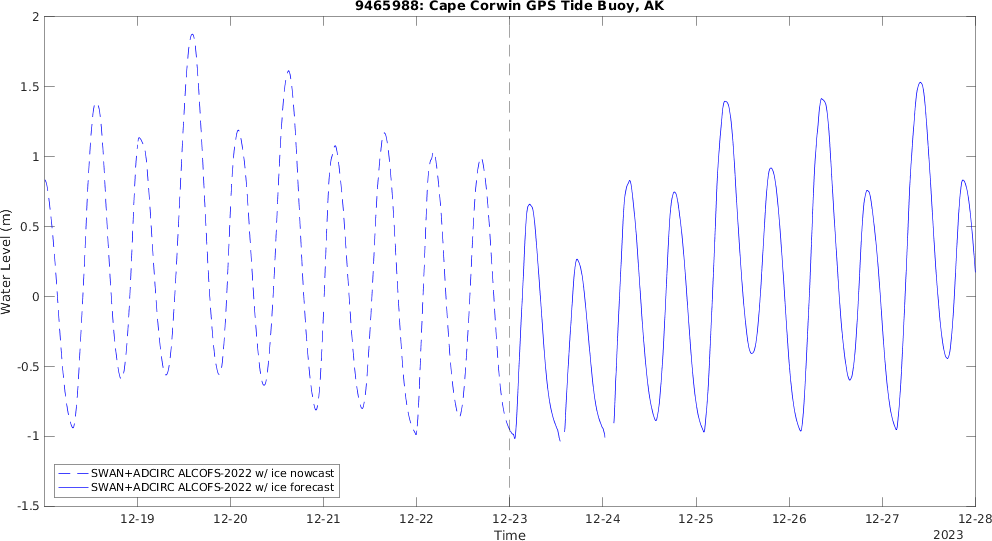 9465988: Cape Corwin GPS Tide Buoy, AK
2
1.5
1
0.5
0
-0.5
-1
-1.5
Water Level (m)
SWAN+ADCIRC ALCOFS-2022 w/ ice nowcast
SWAN+ADCIRC ALCOFS-2022 w/ ice forecast
12-19 12-20 12-21 12-22 12-23 12-24 12-25 12-26 12-27 12-28
Time
2023